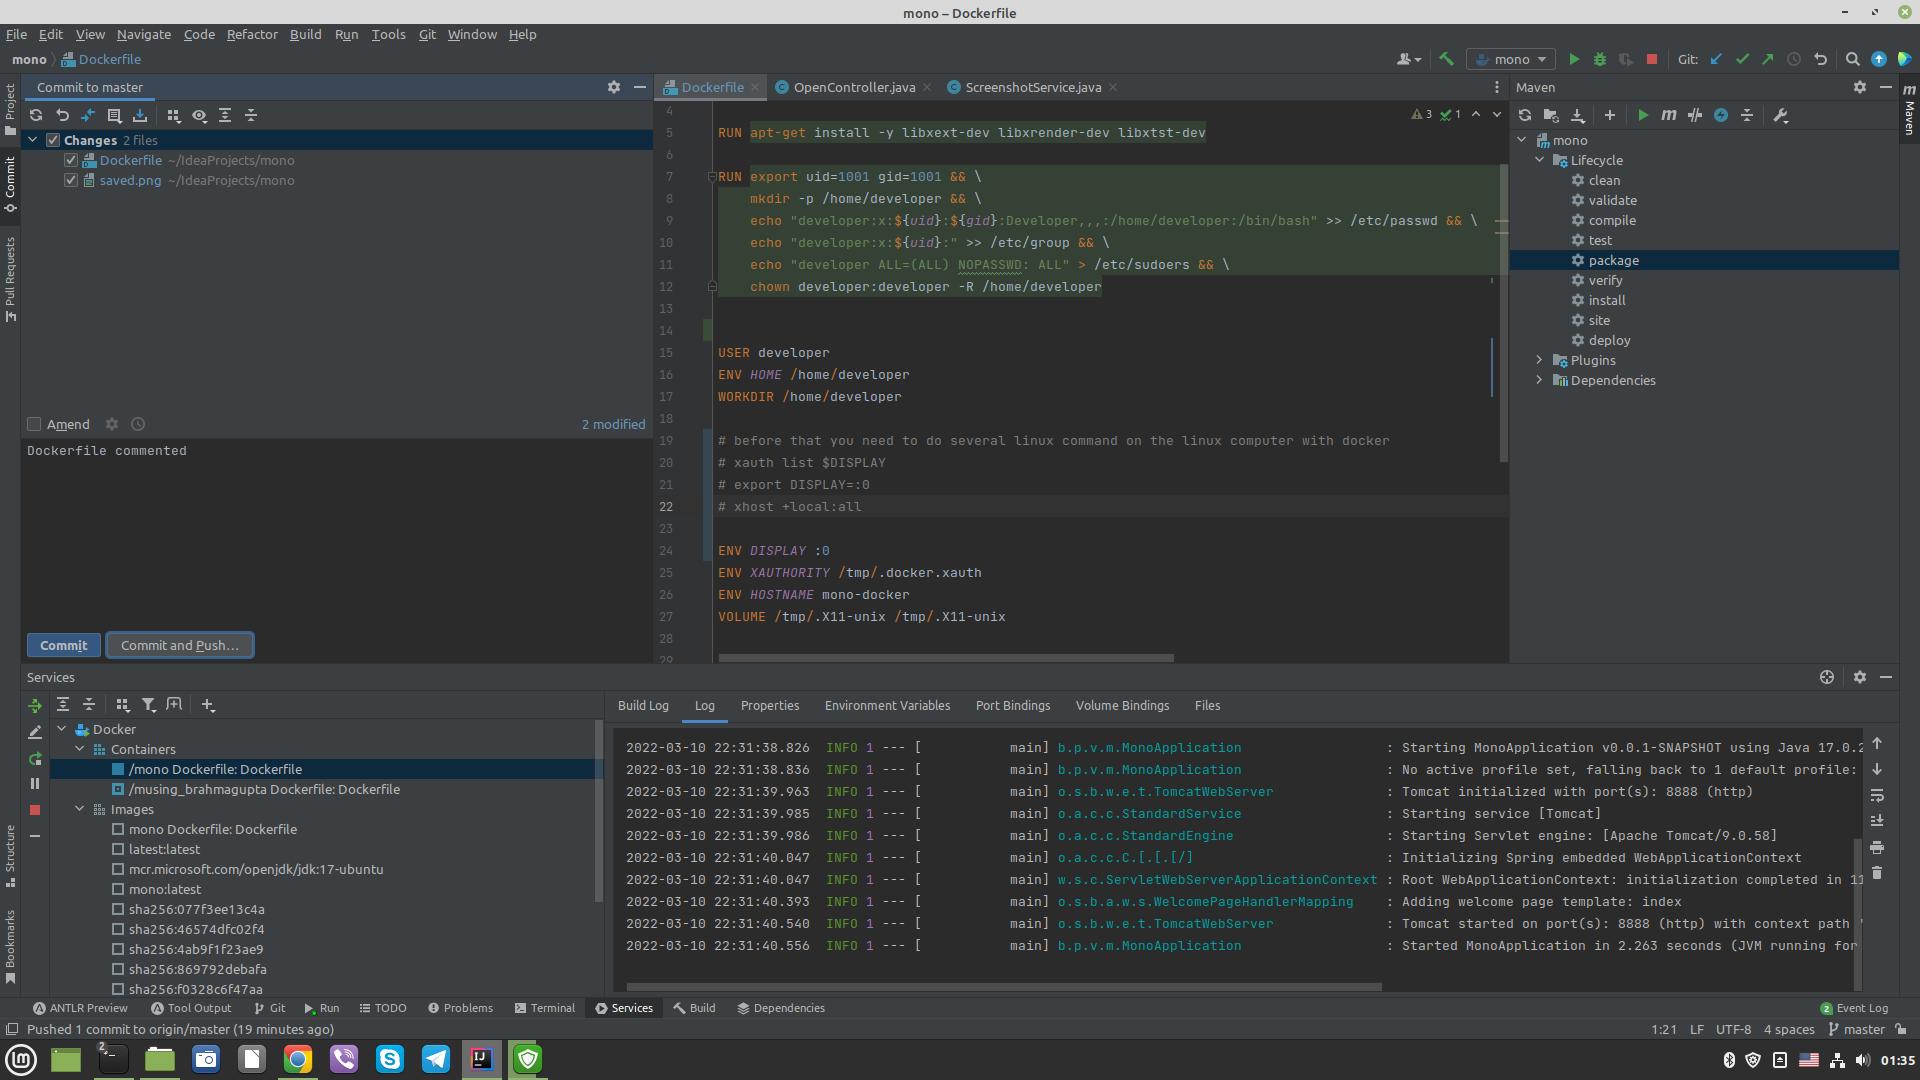 mono – Dockerfile
File Edit View Navigate Code Refactor Build Run Tools Git Window Help
mono Dockerfile
mono
Git:
Project
Commit
Pull Requests
Structure
Bookmarks
Commit to master
Changes 2 files
Dockerfile ~/IdeaProjects/mono
saved.png ~/IdeaProjects/mono
Amend
2 modified
Dockerfile commented
Commit
Commit and Push...
Dockerfile OpenController.java ScreenshotService.java
3 1
4
5 RUN apt-get install -y libxext-dev libxrender-dev libxtst-dev
6
7 RUN export uid=1001 gid=1001 && \
8 mkdir -p /home/developer && \
9 echo "developer:x:${uid}:${gid}:Developer,,,:/home/developer:/bin/bash" >> /etc/passwd && \
10 echo "developer:x:${uid}:" >> /etc/group && \
11 echo "developer ALL=(ALL) NOPASSWD: ALL" > /etc/sudoers && \
12 chown developer:developer -R /home/developer
13
14
15 USER developer
16 ENV HOME /home/developer
17 WORKDIR /home/developer
18
19 # before that you need to do several linux command on the linux computer with docker
20 # xauth list $DISPLAY
21 # export DISPLAY=:0
22 # xhost +local:all
23
24 ENV DISPLAY :0
25 ENV XAUTHORITY /tmp/.docker.xauth
26 ENV HOSTNAME mono-docker
27 VOLUME /tmp/.X11-unix /tmp/.X11-unix
28
29
Maven
m
mono
Lifecycle
clean
validate
compile
test
package
verify
install
site
deploy
Plugins
Dependencies
m
Maven
Services
Docker
Containers
/mono Dockerfile: Dockerfile
/musing_brahmagupta Dockerfile: Dockerfile
Images
mono Dockerfile: Dockerfile
latest:latest
mcr.microsoft.com/openjdk/jdk:17-ubuntu
mono:latest
sha256:077f3ee13c4a
sha256:46574dfc02f4
sha256:4ab9f1f23ae9
sha256:869792debafa
sha256:f0328c6f47aa
Build Log Log Properties Environment Variables Port Bindings Volume Bindings Files
2022-03-10 22:31:38.826 INFO 1 --- [ main] b.p.v.m.MonoApplication : Starting MonoApplication v0.0.1-SNAPSHOT using Java 17.0.2
2022-03-10 22:31:38.836 INFO 1 --- [ main] b.p.v.m.MonoApplication : No active profile set, falling back to 1 default profile:
2022-03-10 22:31:39.963 INFO 1 --- [ main] o.s.b.w.e.t.TomcatWebServer : Tomcat initialized with port(s): 8888 (http)
2022-03-10 22:31:39.985 INFO 1 --- [ main] o.a.c.c.StandardService : Starting service [Tomcat]
2022-03-10 22:31:39.986 INFO 1 --- [ main] o.a.c.c.StandardEngine : Starting Servlet engine: [Apache Tomcat/9.0.58]
2022-03-10 22:31:40.047 INFO 1 --- [ main] o.a.c.c.C.[.[.[/] : Initializing Spring embedded WebApplicationContext
2022-03-10 22:31:40.047 INFO 1 --- [ main] w.s.c.ServletWebServerApplicationContext : Root WebApplicationContext: initialization completed in 11
2022-03-10 22:31:40.393 INFO 1 --- [ main] o.s.b.a.w.s.WelcomePageHandlerMapping : Adding welcome page template: index
2022-03-10 22:31:40.540 INFO 1 --- [ main] o.s.b.w.e.t.TomcatWebServer : Tomcat started on port(s): 8888 (http) with context path '
2022-03-10 22:31:40.556 INFO 1 --- [ main] b.p.v.m.MonoApplication : Started MonoApplication in 2.263 seconds (JVM running for
ANTLR Preview Tool Output Git Run TODO Problems Terminal Services Build Dependencies 2 Event Log
Pushed 1 commit to origin/master (19 minutes ago) 1:21 LF UTF-8 4 spaces master
2 IJ 01:35